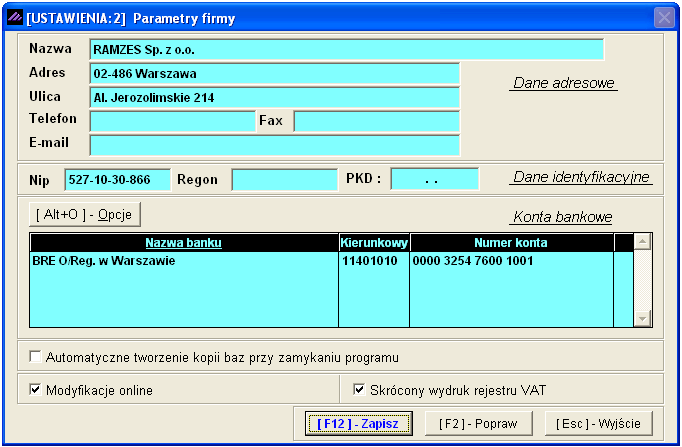 [USTAWIENIA:2] Parametry firmy
Nazwa RAMZES Sp. z o.o.
Adres 02-486 Warszawa
Dane adresowe
Ulica Al. Jerozolimskie 214
Telefon Fax
E-mail
Nip 527-10-30-866 Regon PKD : . . Dane identyfikacyjne
[ Alt+O ] - Opcje Konta bankowe
Nazwa banku Kierunkowy Numer konta
BRE O/Reg. w Warszawie 11401010 0000 3254 7600 1001
Automatyczne tworzenie kopii baz przy zamykaniu programu
Modyfikacje online Skrócony wydruk rejestru VAT
[ F12 ] - Zapisz [ F2 ] - Popraw [ Esc ] - Wyjście